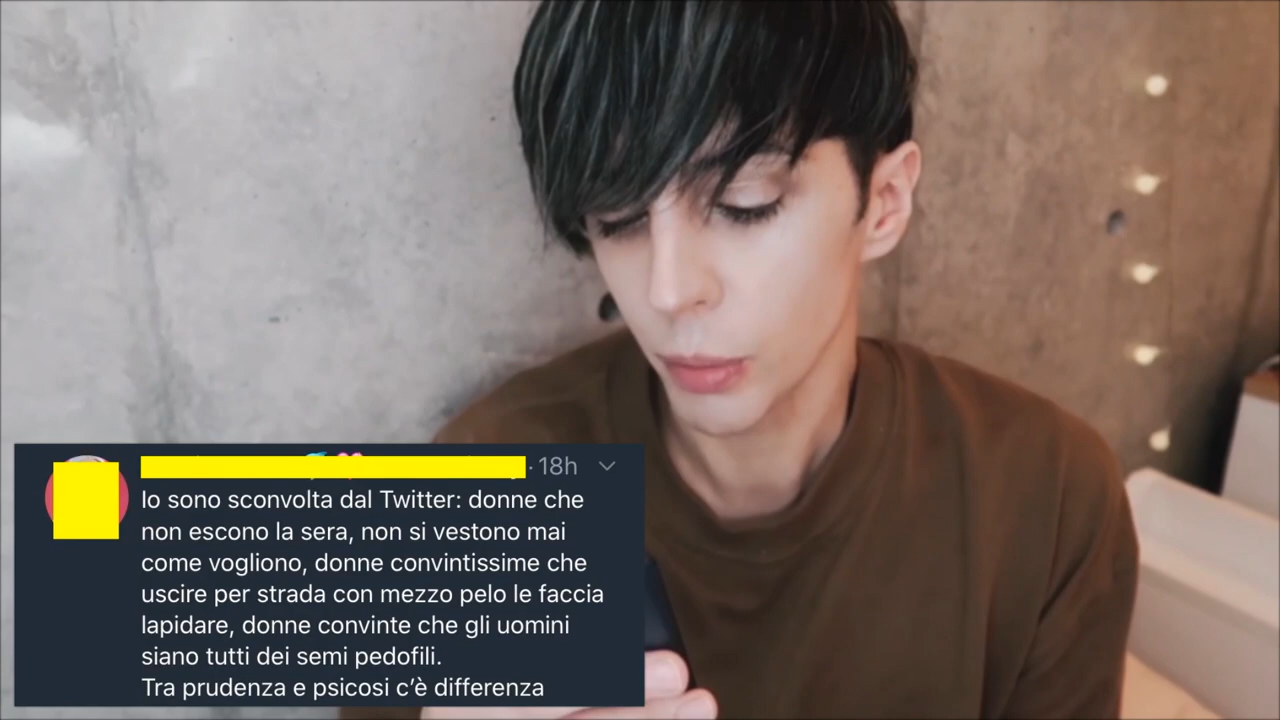 · 18h
Io sono sconvolta dal Twitter: donne che
non escono la sera, non si vestono mai
come vogliono, donne convintissime che
uscire per strada con mezzo pelo le faccia
lapidare, donne convinte che gli uomini
siano tutti dei semi pedofili.
Tra prudenza e psicosi c'è differenza